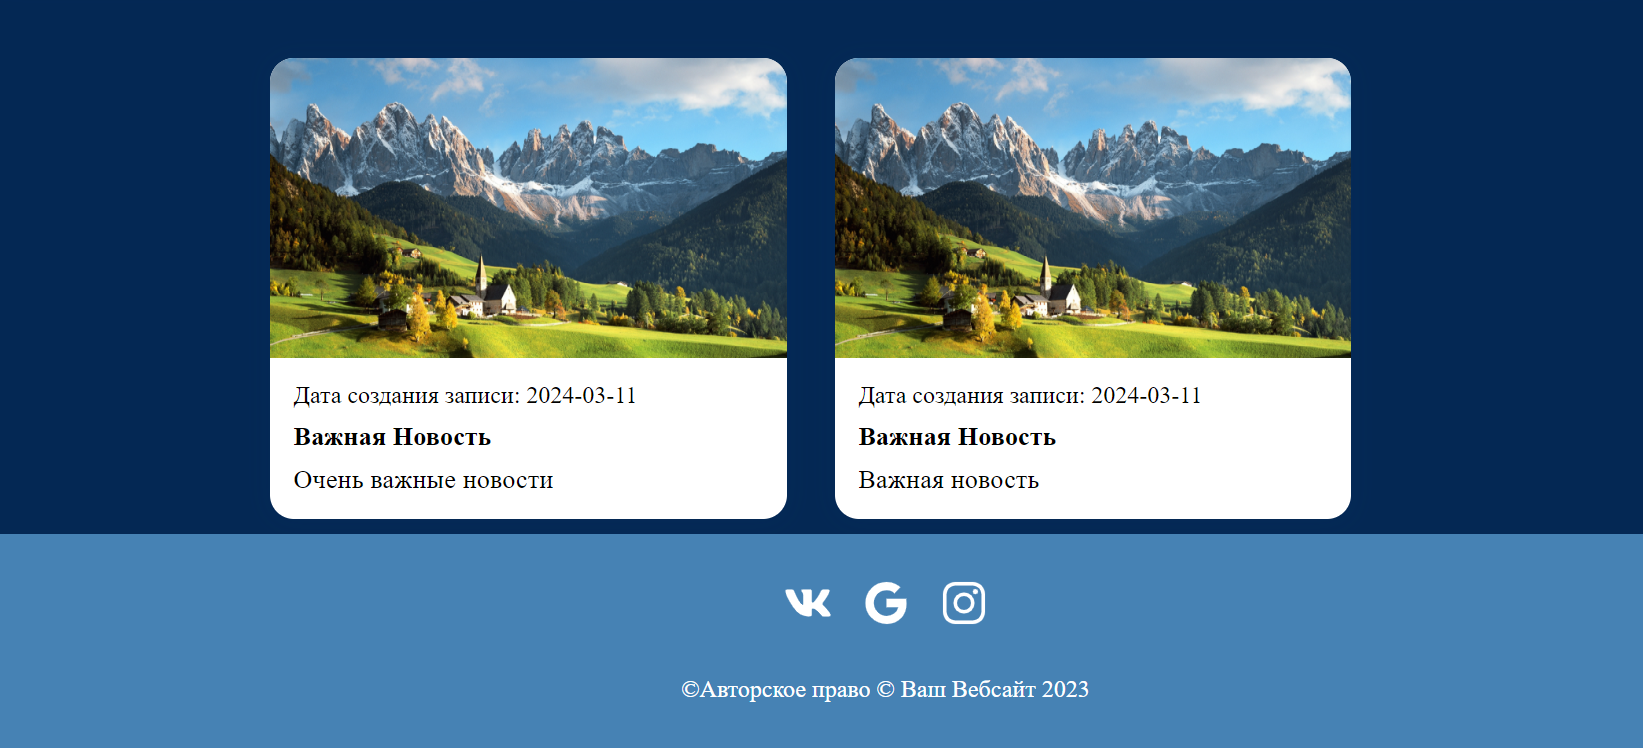 Дата создания записи: 2024-03-11
Важная Новость
Очень важные новости
Дата создания записи: 2024-03-11
Важная Новость
Важная новость
©Авторское право © Ваш Вебсайт 2023